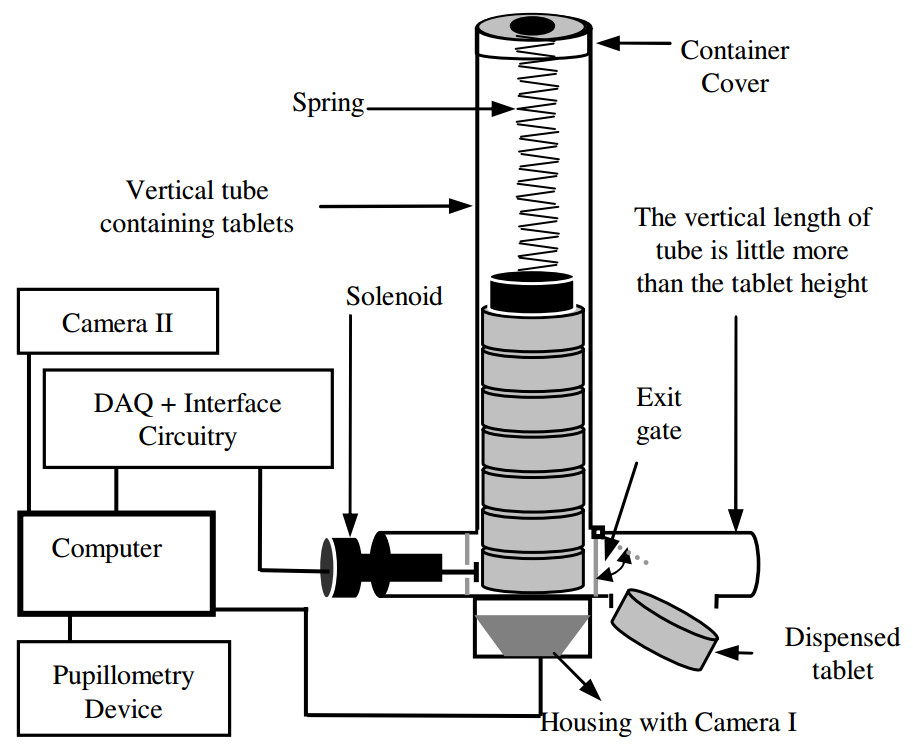 Container
Cover
Spring
Vertical tube
containing tablets
The vertical length of
tube is little more
than the tablet height
Solenoid
Camera II
DAQ + Interface
Circuitry
Exit
gate
Computer
Pupillometry
Device
Dispensed
tablet
Housing with Camera I